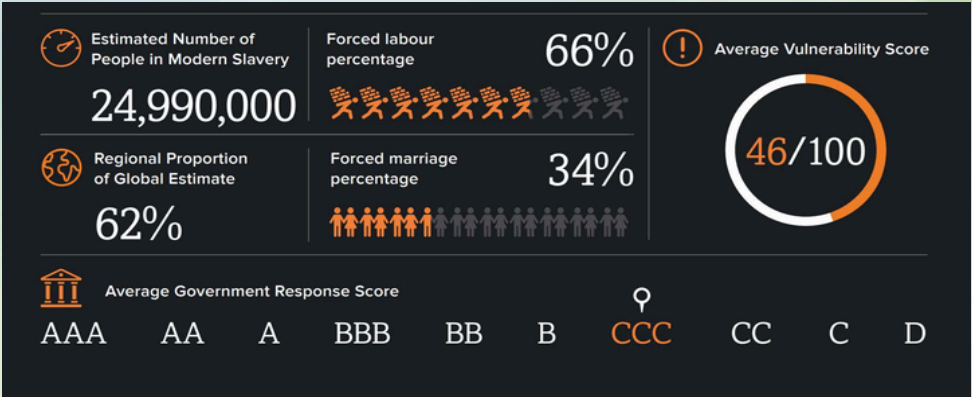 Estimated Number of
People in Modern Slavery
24,990,000
Forced labour
percentage
66%
Average Vulnerability Score
46/100
Regional Proportion
of Global Estimate
62%
Forced marriage
percentage
34%
Average Government Response Score
AAA AA A BBB BB B CCC CC C D